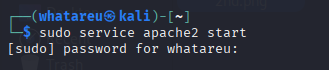 ┌──(whatareu㉿kali)-[~]
└─$ sudo service apache2 start
[sudo] password for whatareu: